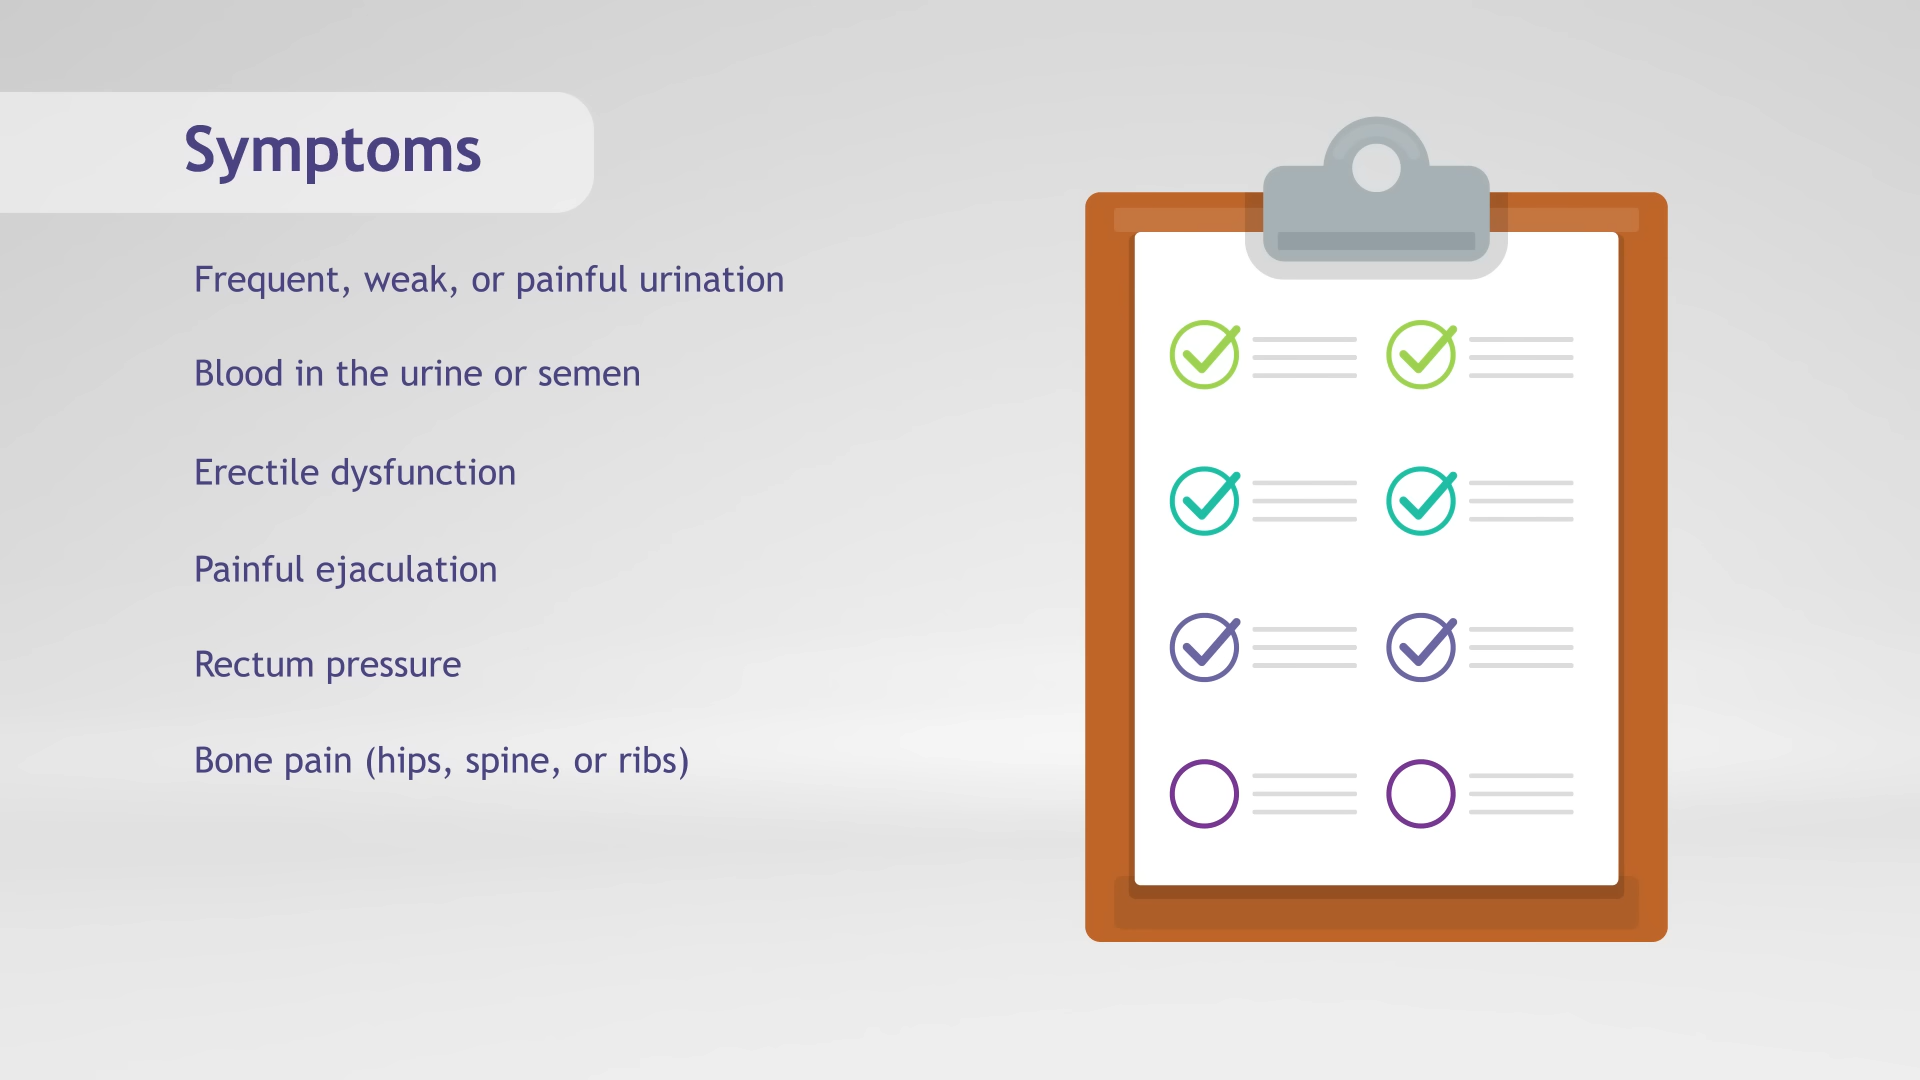 Symptoms
Frequent, weak, or painful urination
Blood in the urine or semen
Erectile dysfunction
Painful ejaculation
Rectum pressure
Bone pain (hips, spine, or ribs)